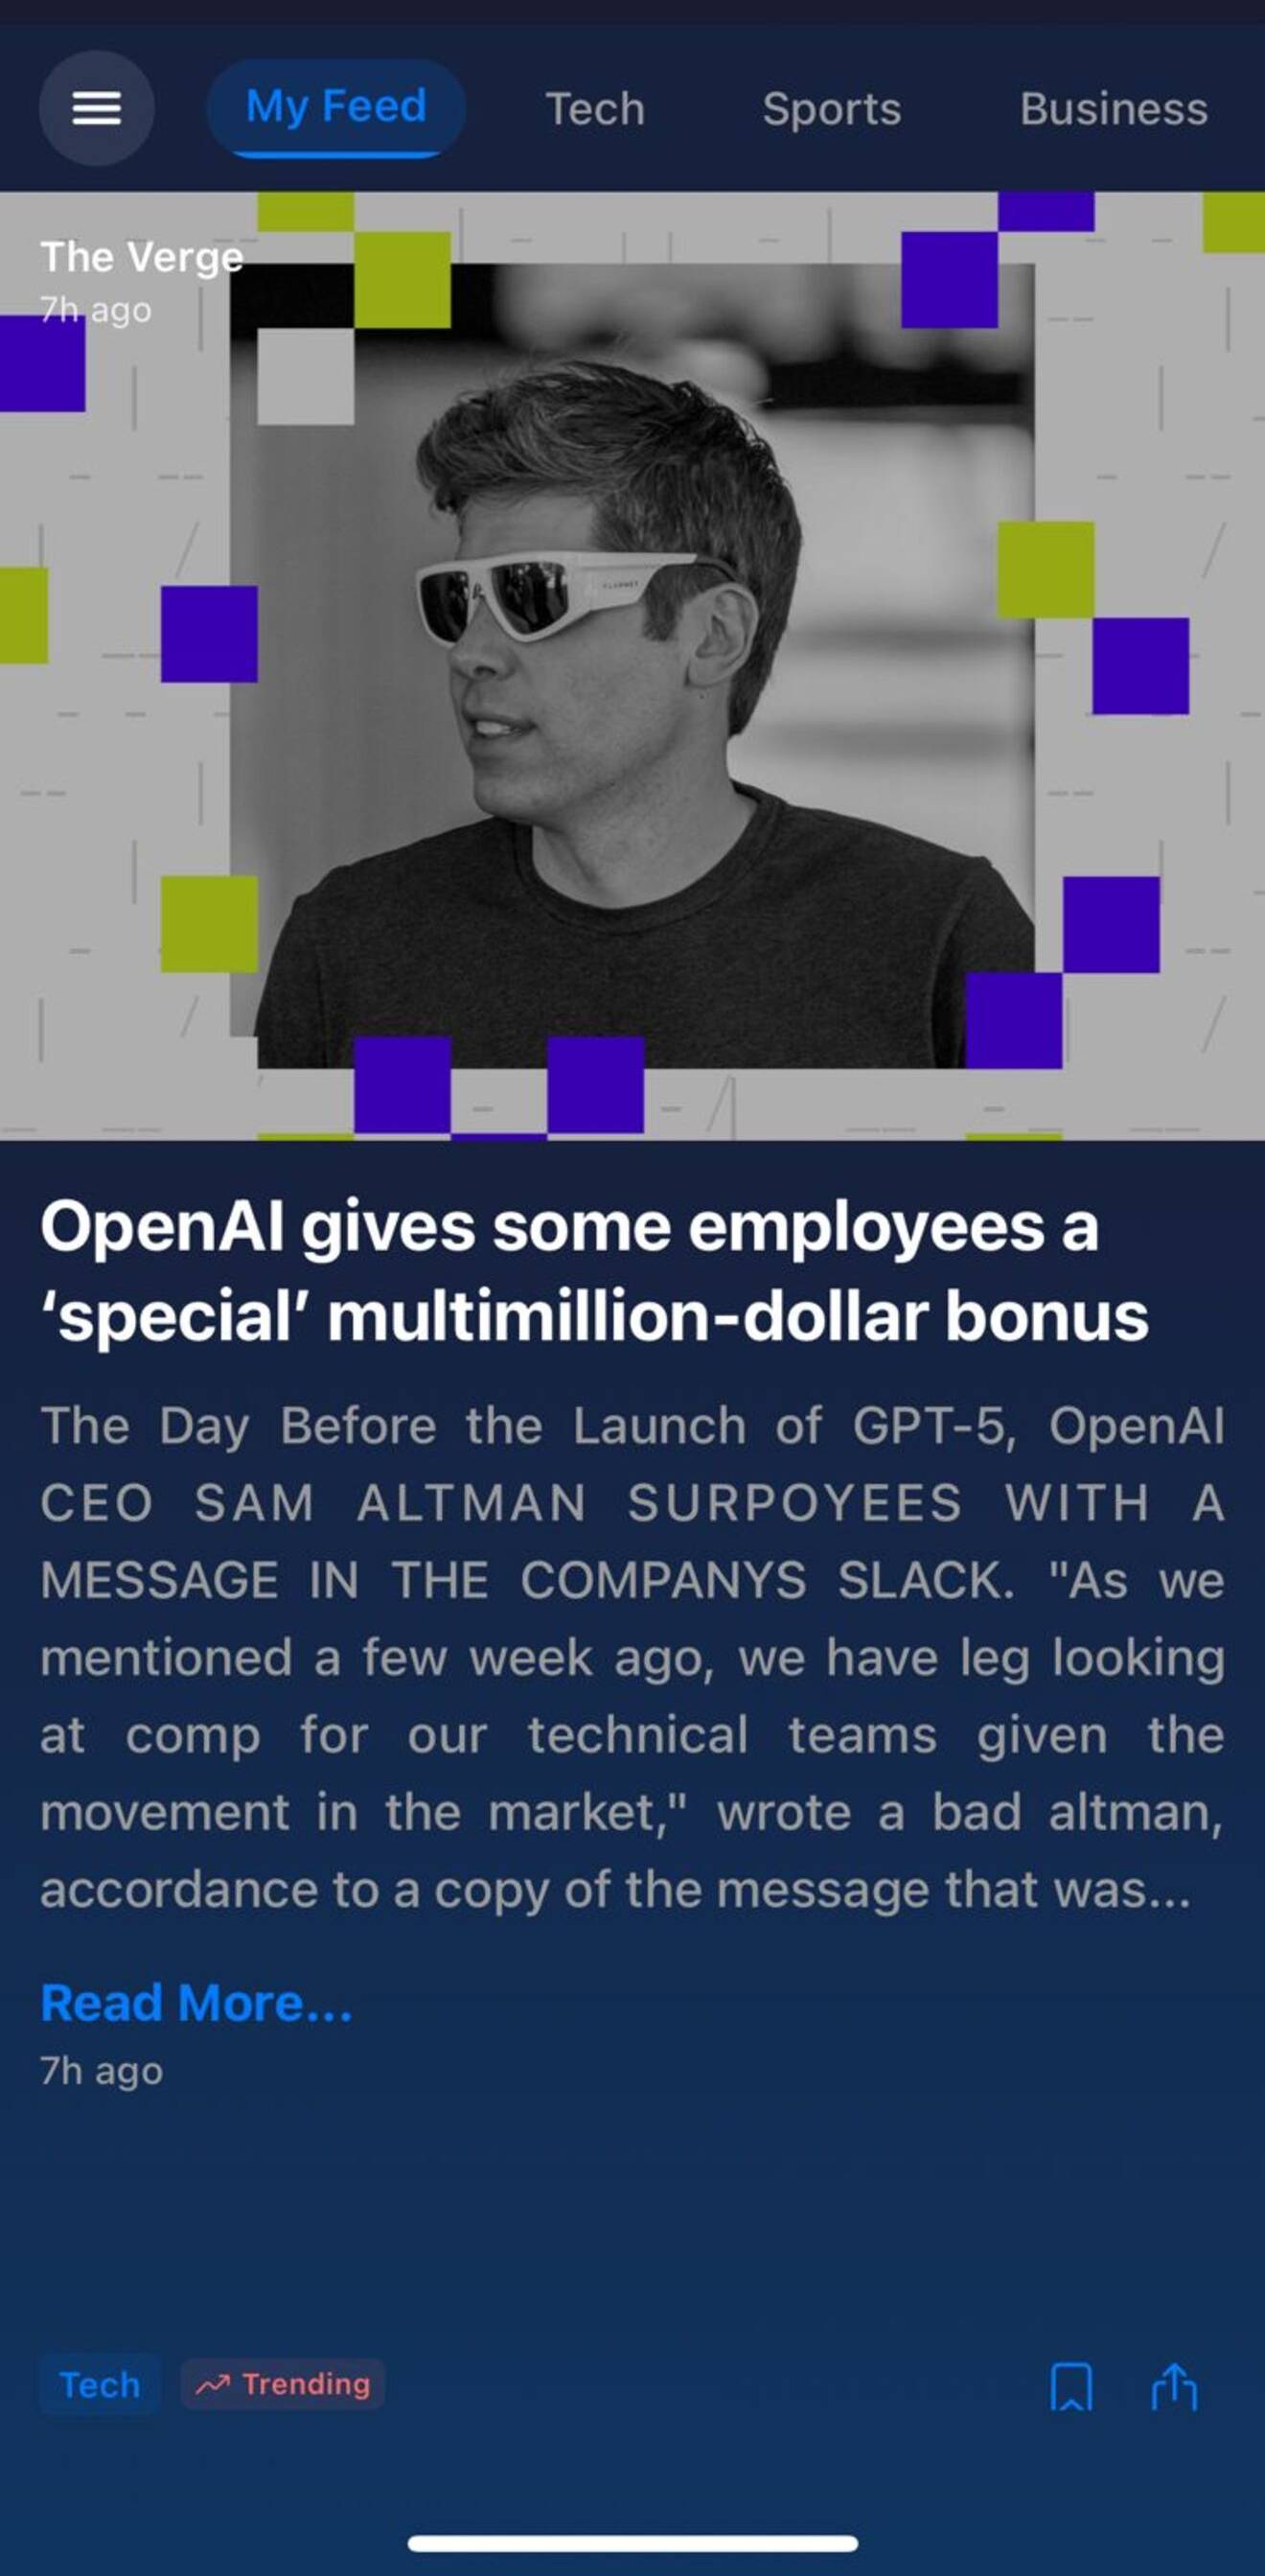 My Feed Tech Sports Business
The Verge
7h ago
OpenAI gives some employees a
‘special’ multimillion-dollar bonus
The Day Before the Launch of GPT-5, OpenAI
CEO SAM ALTMAN SURPOYEES WITH A
MESSAGE IN THE COMPANYS SLACK. "As we
mentioned a few week ago, we have leg looking
at comp for our technical teams given the
movement in the market," wrote a bad altman,
accordance to a copy of the message that was...
Read More...
7h ago
Tech Trending